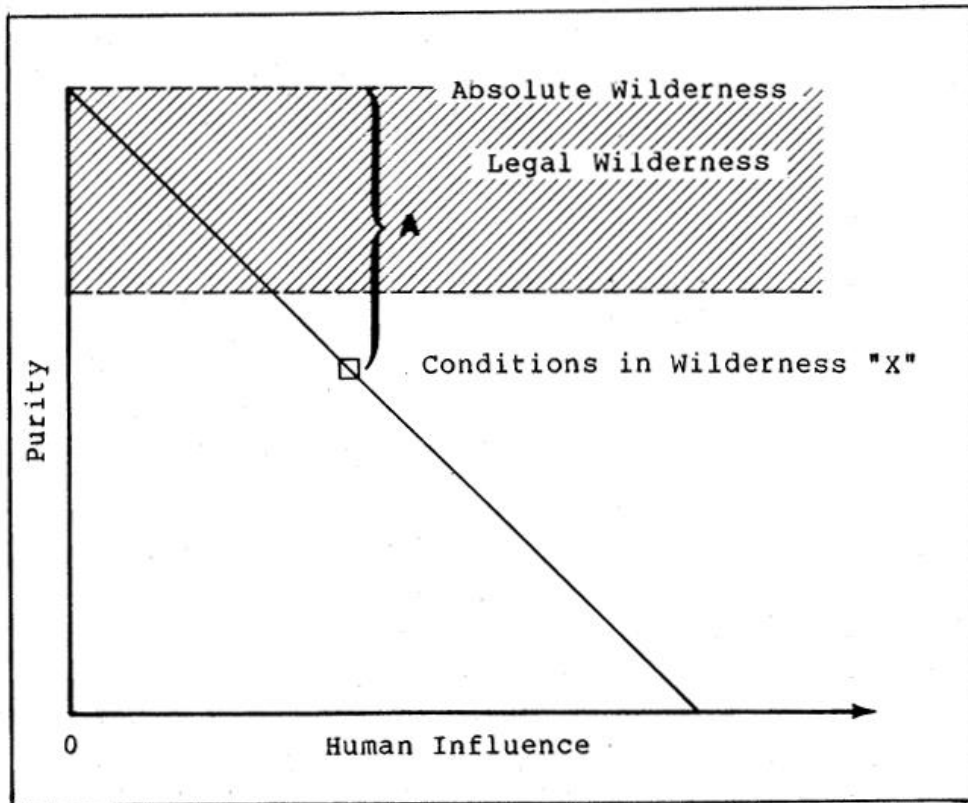 Absolute Wilderness
Legal Wilderness
A
Conditions in Wilderness "X"
Purity
0
Human Influence